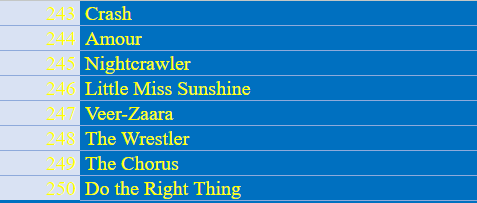 243 Crash
244 Amour
245 Nightcrawler
246 Little Miss Sunshine
247 Veer-Zaara
248 The Wrestler
249 The Chorus
250 Do the Right Thing